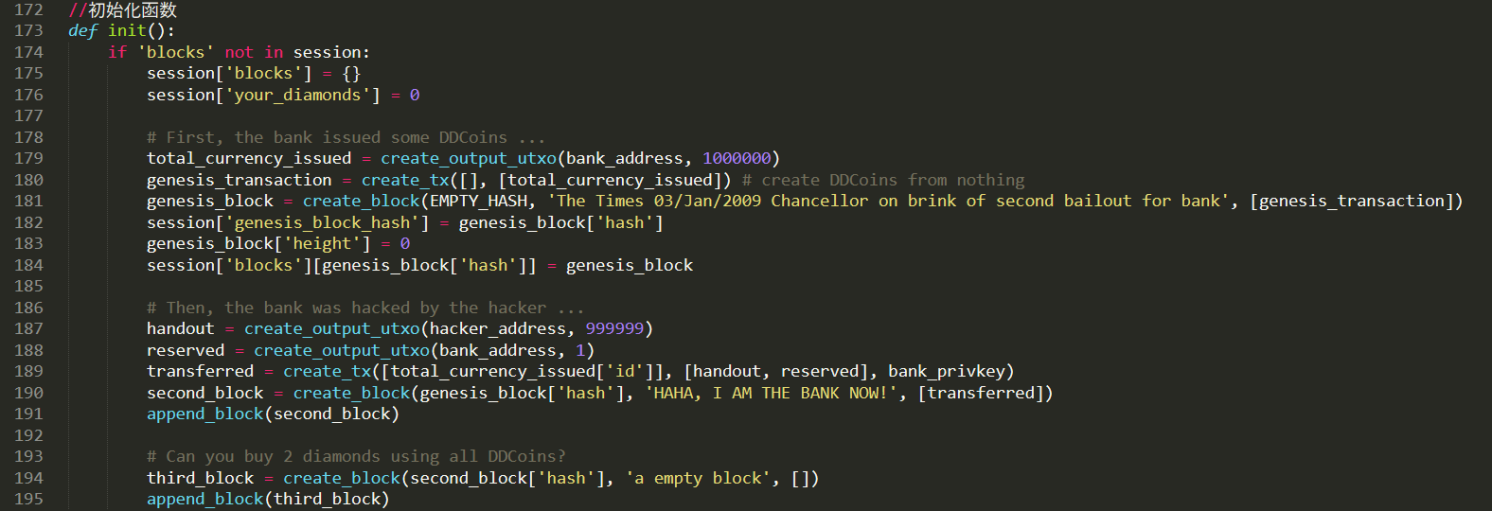 172 //初始化函数
173 def init():
174     if 'blocks' not in session:
175         session['blocks'] = {}
176         session['your_diamonds'] = 0
177
178         # First, the bank issued some DDCoins ...
179         total_currency_issued = create_output_utxo(bank_address, 1000000)
180         genesis_transaction = create_tx([], [total_currency_issued]) # create DDCoins from nothing
181         genesis_block = create_block(EMPTY_HASH, 'The Times 03/Jan/2009 Chancellor on brink of second bailout for bank', [genesis_transaction])
182         session['genesis_block_hash'] = genesis_block['hash']
183         genesis_block['height'] = 0
184         session['blocks'][genesis_block['hash']] = genesis_block
185
186         # Then, the bank was hacked by the hacker ...
187         handout = create_output_utxo(hacker_address, 999999)
188         reserved = create_output_utxo(bank_address, 1)
189         transferred = create_tx([total_currency_issued['id']], [handout, reserved], bank_privkey)
190         second_block = create_block(genesis_block['hash'], 'HAHA, I AM THE BANK NOW!', [transferred])
191         append_block(second_block)
192
193         # Can you buy 2 diamonds using all DDCoins?
194         third_block = create_block(second_block['hash'], 'a empty block', [])
195         append_block(third_block)